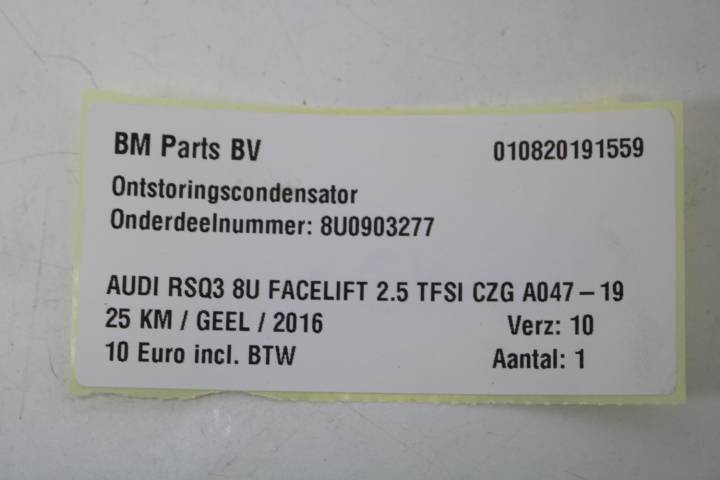 BM Parts BV 010820191559
Ontstoringscondensator
Onderdeelnummer: 8U0903277
AUDI RSQ3 8U FACELIFT 2.5 TFSI CZG A047-19
25 KM / GEEL / 2016 Verz: 10
10 Euro incl. BTW Aantal: 1